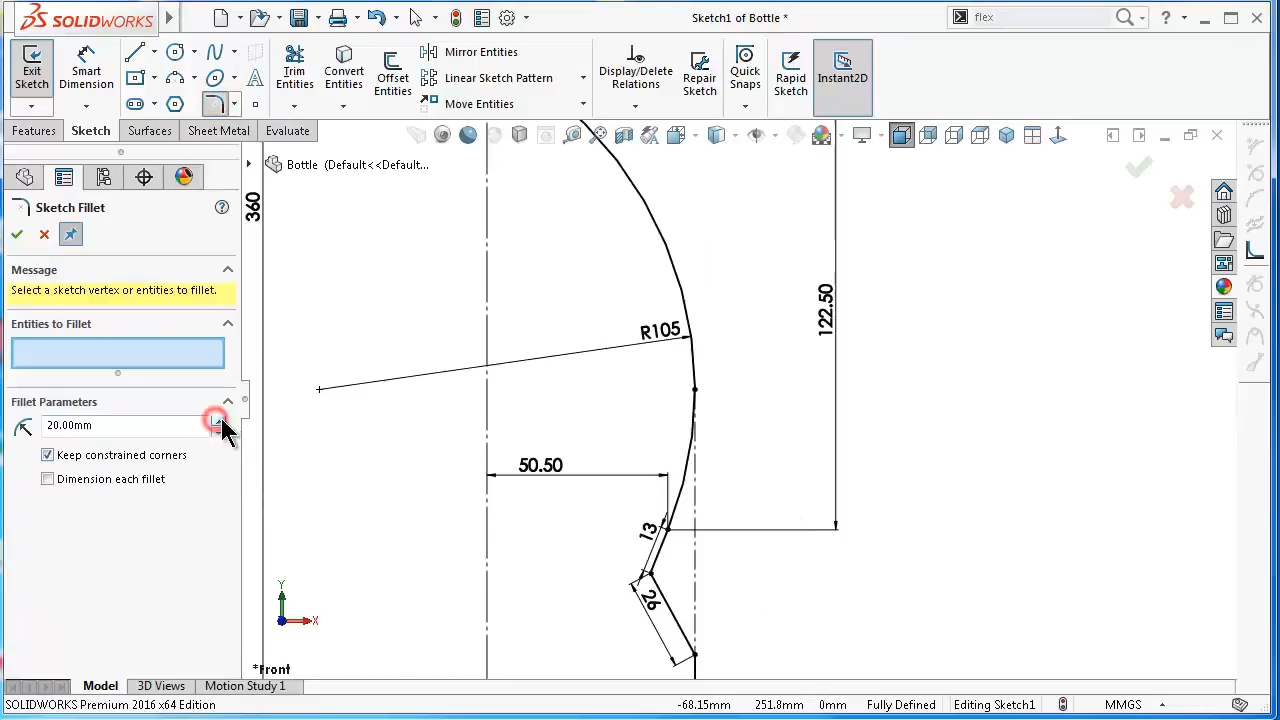 SOLIDWORKS
Sketch1 of Bottle *
flex
Exit
Sketch
Smart
Dimension
Trim
Entities
Convert
Entities
Offset
Entities
Mirror Entities
Linear Sketch Pattern
Move Entities
Display/Delete
Relations
Repair
Sketch
Quick
Snaps
Rapid
Sketch
Instant2D
Features
Sketch
Surfaces
Sheet Metal
Evaluate
Bottle (Default<<Default...
Sketch Fillet
Message
Select a sketch vertex or entities to fillet.
Entities to Fillet
Fillet Parameters
20.00mm
Keep constrained corners
Dimension each fillet
360
R105
122.50
50.50
13
26
Y
X
*Front
Model
3D Views
Motion Study 1
SOLIDWORKS Premium 2016 x64 Edition
-68.15mm
251.8mm
0mm
Fully Defined
Editing Sketch1
MMGS